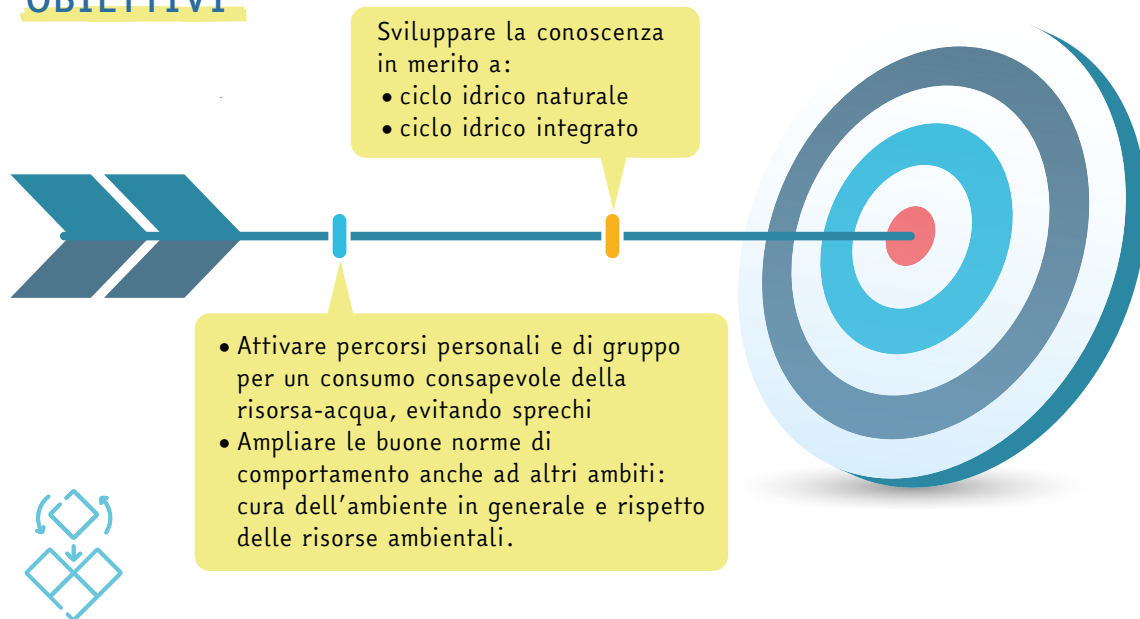 OBIETTIVI
Sviluppare la conoscenza
in merito a:
• ciclo idrico naturale
• ciclo idrico integrato
• Attivare percorsi personali e di gruppo
per un consumo consapevole della
risorsa-acqua, evitando sprechi
• Ampliare le buone norme di
comportamento anche ad altri ambiti:
cura dell’ambiente in generale e rispetto
delle risorse ambientali.